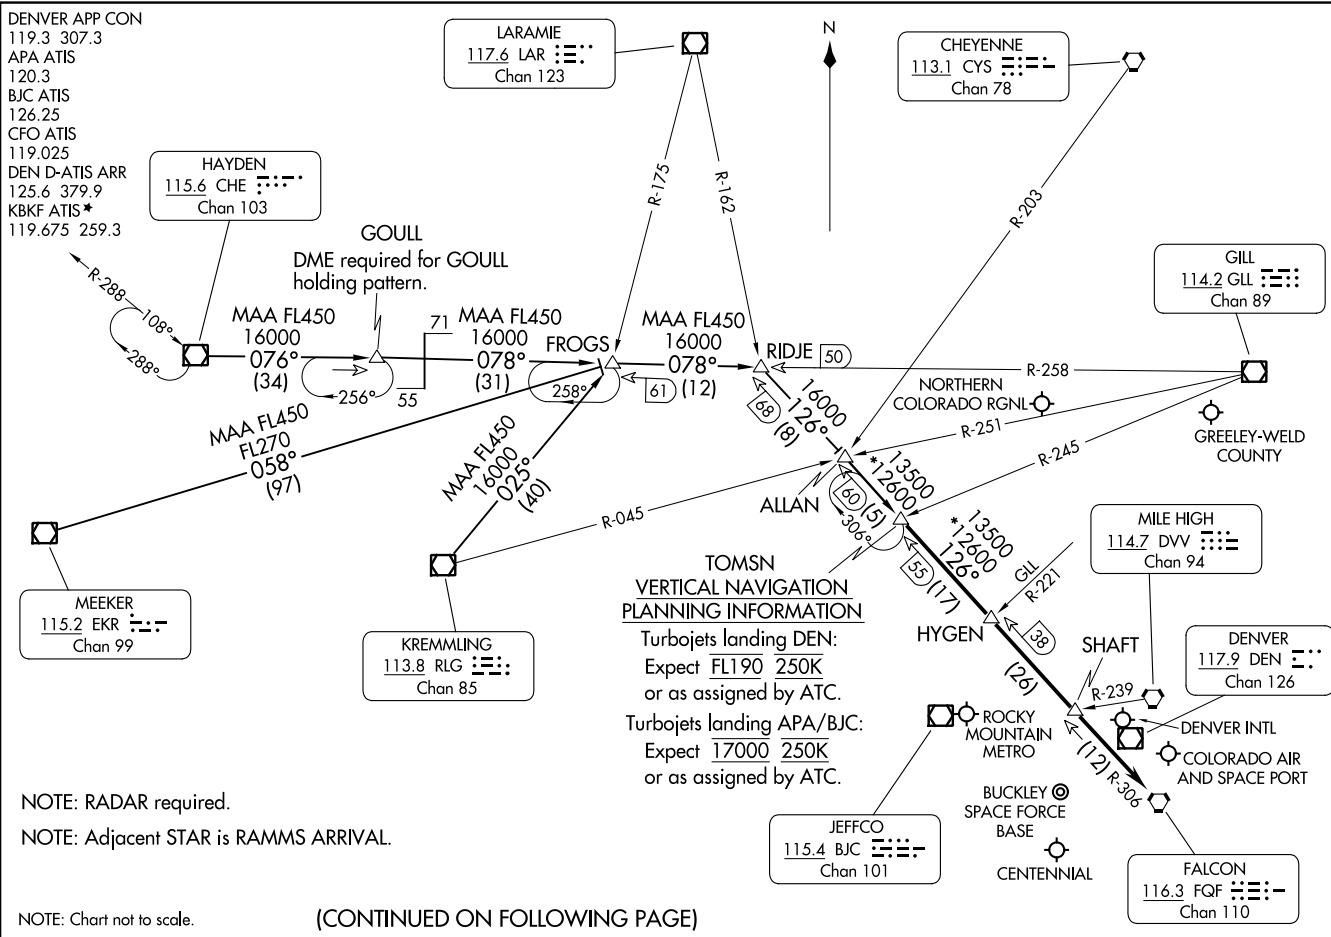 DENVER APP CON
119.3 307.3
APA ATIS
120.3
BJC ATIS
126.25
CFO ATIS
119.025
DEN D-ATIS ARR
125.6 379.9
KBKF ATIS★
119.675 259.3
LARAMIE
117.6 LAR
Chan 123
N
CHEYENNE
113.1 CYS
Chan 78
HAYDEN
115.6 CHE
Chan 103
GILL
114.2 GLL
Chan 89
R-175
R-162
R-203
GOULL
DME required for GOULL
holding pattern.
R-288
108°
288°
MAA FL450
16000
076°
(34)
256°
71
55
MAA FL450
16000
078°
(31)
FROGS
258°
61
MAA FL450
16000
078°
(12)
RIDJE
50
R-258
NORTHERN
COLORADO RGNL
R-251
R-245
GREELEY-WELD
COUNTY
68
16000
126°
(8)
MAA FL450
FL270
058°
(97)
MAA FL450
16000
025°
(40)
R-045
ALLAN
60
13500
*12600
(5)
306°
TOMSN
VERTICAL NAVIGATION
PLANNING INFORMATION
Turbojets landing DEN:
Expect FL190 250K
or as assigned by ATC.
Turbojets landing APA/BJC:
Expect 17000 250K
or as assigned by ATC.
13500
*12600
126°
55
(17)
GLL
R-221
HYGEN
38
(26)
SHAFT
MILE HIGH
114.7 DVV
Chan 94
R-239
DENVER
117.9 DEN
Chan 126
MEEKER
115.2 EKR
Chan 99
KREMMLING
113.8 RLG
Chan 85
ROCKY
MOUNTAIN
METRO
DENVER INTL
COLORADO AIR
AND SPACE PORT
(12)
R-306
BUCKLEY
SPACE FORCE
BASE
JEFFCO
115.4 BJC
Chan 101
CENTENNIAL
FALCON
116.3 FQF
Chan 110
NOTE: RADAR required.
NOTE: Adjacent STAR is RAMMS ARRIVAL.
NOTE: Chart not to scale.
(CONTINUED ON FOLLOWING PAGE)